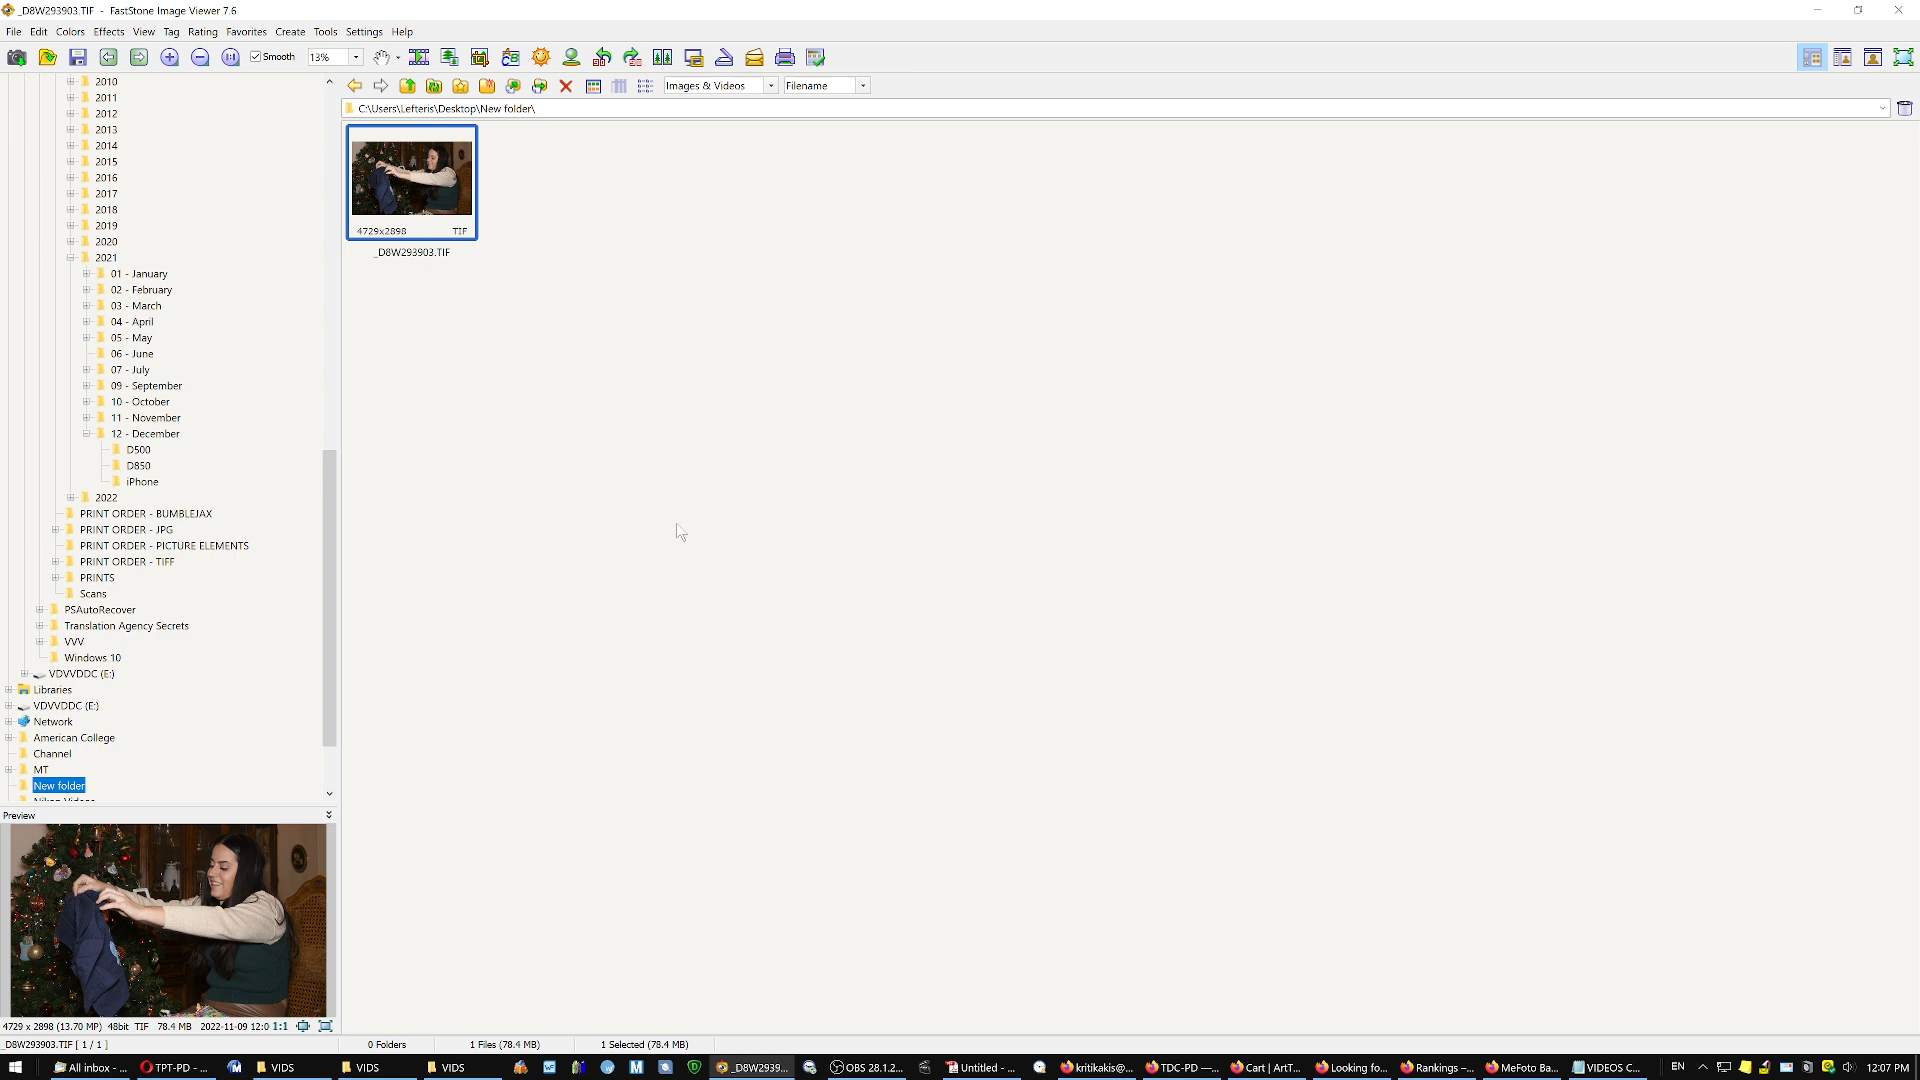 _D8W293903.TIF - FastStone Image Viewer 7.6
File Edit Colors Effects View Tag Rating Favorites Create Tools Settings Help
Smooth 13%
Images & Videos Filename
C:\Users\Lefteris\Desktop\New folder\
2010
2011
2012
2013
2014
2015
2016
2017
2018
2019
2020
2021
01 - January
02 - February
03 - March
04 - April
05 - May
06 - June
07 - July
09 - September
10 - October
11 - November
12 - December
D500
D850
iPhone
2022
PRINT ORDER - BUMBLEJAX
PRINT ORDER - JPG
PRINT ORDER - PICTURE ELEMENTS
PRINT ORDER - TIFF
PRINTS
Scans
PSAutoRecover
Translation Agency Secrets
VVV
Windows 10
VDVVDDC (E:)
Libraries
VDVVDDC (E:)
Network
American College
Channel
MT
New folder
4729x2898 TIF
_D8W293903.TIF
Preview
4729 x 2898 (13.70 MP) 48bit TIF 78.4 MB 2022-11-09 12:0 1:1
_D8W293903.TIF [ 1 / 1 ]
0 Folders 1 Files (78.4 MB) 1 Selected (78.4 MB)
All inbox - ... TPT-PD - ... VIDS VIDS VIDS _D8W2939... OBS 28.1.2... Untitled - ... kritikakis@... TDC-PD —... Cart | ArtT... Looking fo... Rankings –... MeFoto Ba... VIDEOS C... EN 12:07 PM